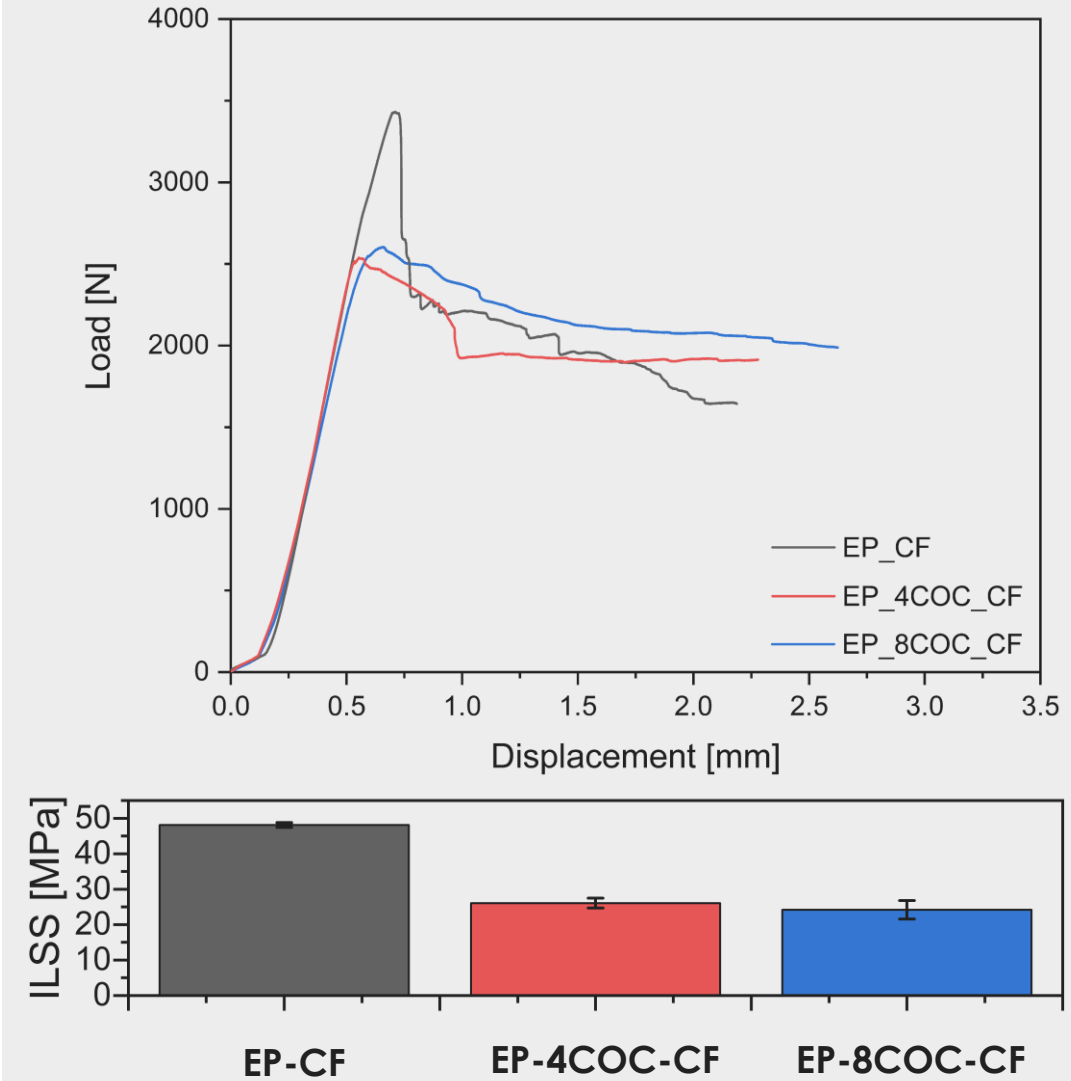 4000
3000
2000
1000
0
Load [N]
EP_CF
EP_4COC_CF
EP_8COC_CF
0.0 0.5 1.0 1.5 2.0 2.5 3.0 3.5
Displacement [mm]
ILSS [MPa]
50
40
30
20
10
0
EP-CF EP-4COC-CF EP-8COC-CF